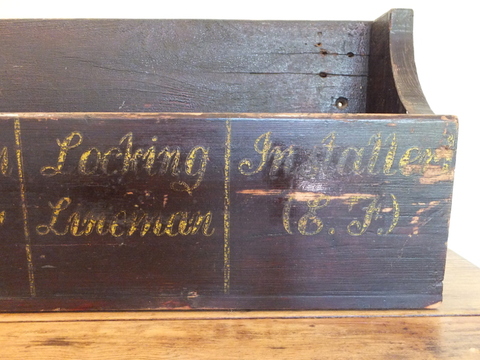 Locking
Lineman
Installer
(E. T.)